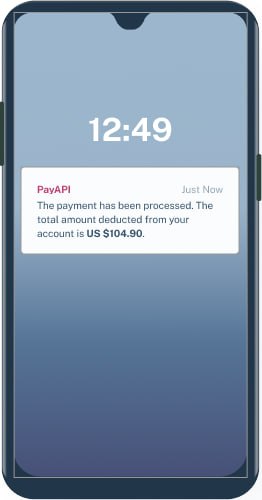 12:49
PayAPI Just Now
The payment has been processed. The
total amount deducted from your
account is US $104.90.